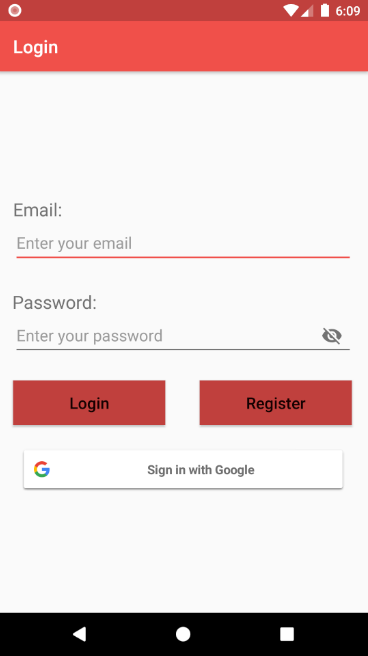 6:09
Login
Email:
Enter your email
Password:
Enter your password
Login Register
Sign in with Google